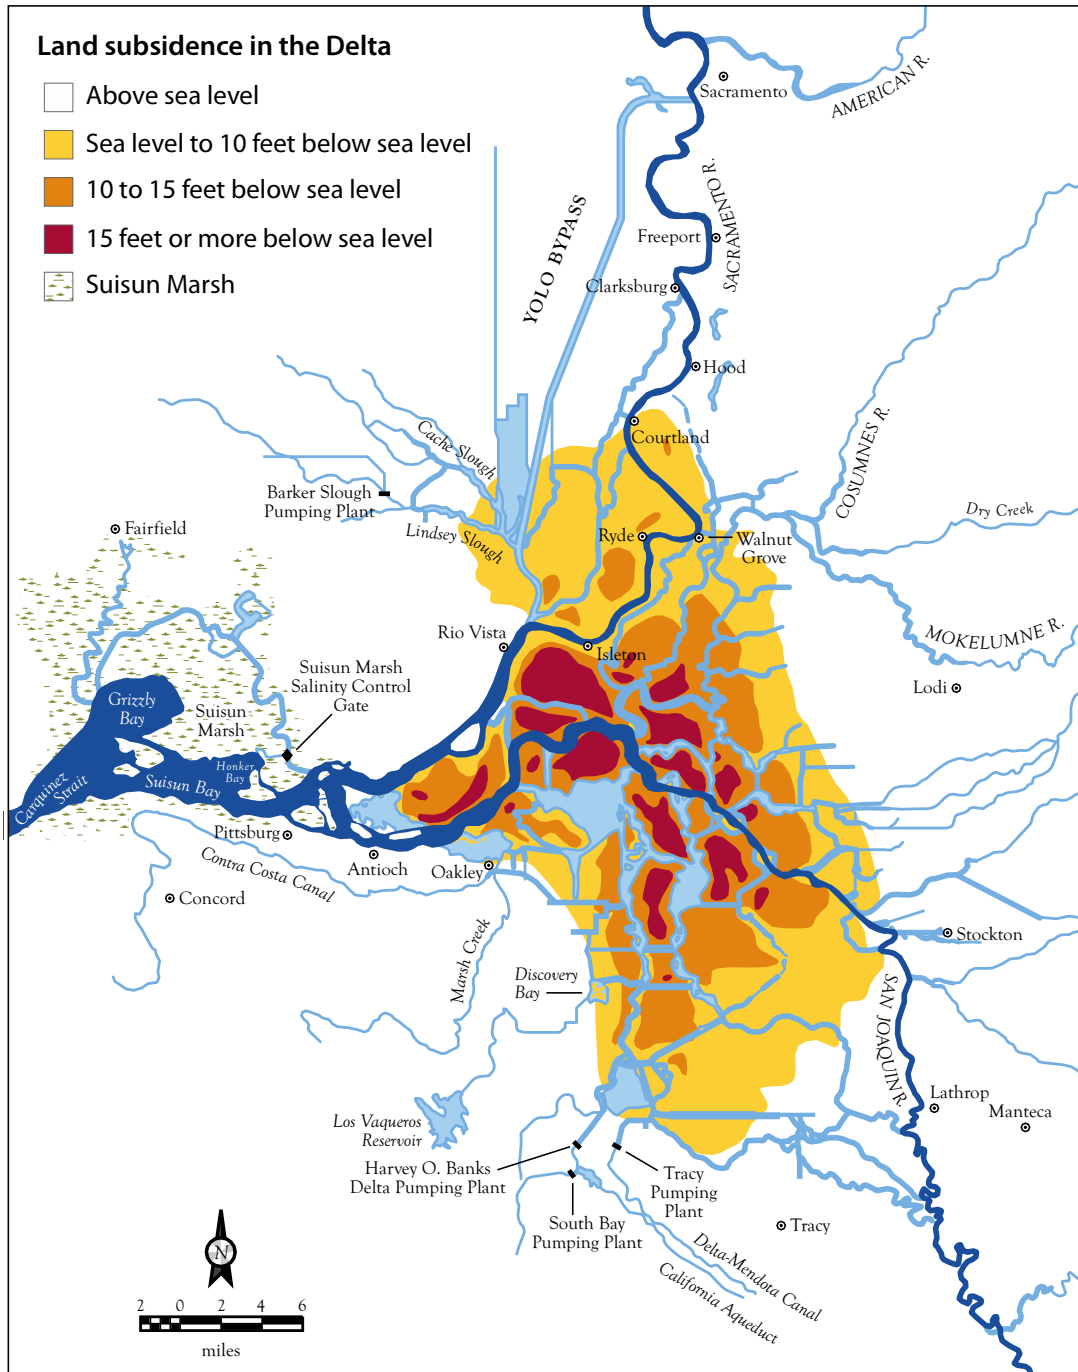 Land subsidence in the Delta
Above sea level
Sea level to 10 feet below sea level
10 to 15 feet below sea level
15 feet or more below sea level
Suisun Marsh
Sacramento
AMERICAN R.
SACRAMENTO R.
YOLO BYPASS
Freeport
Clarksburg
Hood
Courtland
COSUMNES R.
Cache Slough
Barker Slough
Pumping Plant
Lindsey Slough
Dry Creek
Fairfield
Ryde
Walnut
Grove
MOKELUMNE R.
Rio Vista
Isleton
Lodi
Suisun Marsh
Salinity Control
Gate
Grizzly
Bay
Suisun
Marsh
Honker
Bay
Suisun Bay
Carquinez
Strait
Pittsburg
Antioch
Oakley
Contra Costa Canal
Concord
Marsh Creek
Stockton
Discovery
Bay
SAN JOAQUIN R.
Los Vaqueros
Reservoir
Lathrop
Manteca
Harvey O. Banks
Delta Pumping Plant
Tracy
Pumping
Plant
South Bay
Pumping Plant
Tracy
Delta-Mendota Canal
California Aqueduct
N
2 0 2 4 6
miles